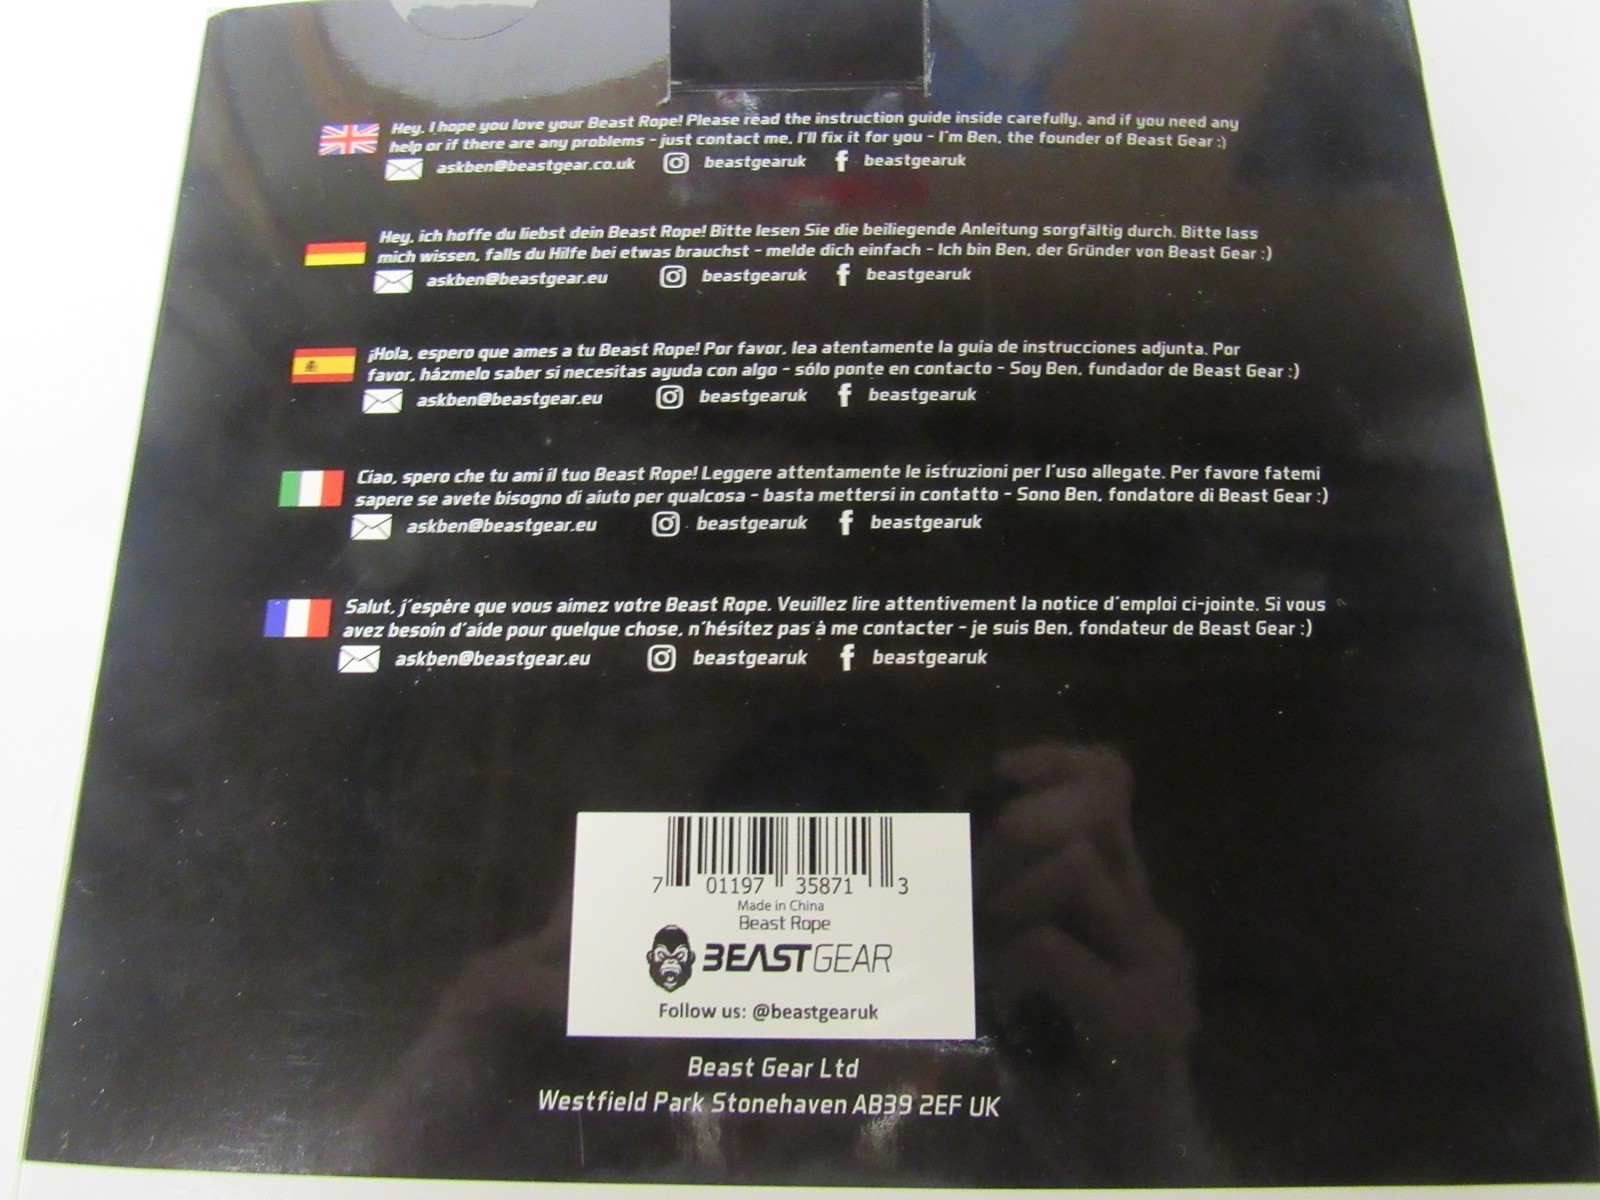 Hey, I hope you love your Beast Rope! Please read the instruction guide inside carefully, and if you need any
help or if there are any problems - just contact me, I'll fix it for you - I'm Ben, the founder of Beast Gear :)
askben@beastgear.co.uk beastgearuk beastgearuk
Hey, ich hoffe du liebst dein Beast Rope! Bitte lesen Sie die beiliegende Anleitung sorgfältig durch. Bitte lass
mich wissen, falls du Hilfe bei etwas brauchst - melde dich einfach - Ich bin Ben, der Gründer von Beast Gear :)
askben@beastgear.eu beastgearuk beastgearuk
¡Hola, espero que ames a tu Beast Rope! Por favor, lea atentamente la guía de instrucciones adjunta. Por
favor, házmelo saber si necesitas ayuda con algo - sólo ponte en contacto - Soy Ben, fundador de Beast Gear :)
askben@beastgear.eu beastgearuk beastgearuk
Ciao, spero che tu ami il tuo Beast Rope! Leggere attentamente le istruzioni per l'uso allegate. Per favore fatemi
sapere se avete bisogno di aiuto per qualcosa - basta mettersi in contatto - Sono Ben, fondatore di Beast Gear :)
askben@beastgear.eu beastgearuk beastgearuk
Salut, j'espère que vous aimez votre Beast Rope. Veuillez lire attentivement la notice d'emploi ci-jointe. Si vous
avez besoin d'aide pour quelque chose, n'hésitez pas à me contacter - je suis Ben, fondateur de Beast Gear :)
askben@beastgear.eu beastgearuk beastgearuk
7 01197 35871 3
Made in China
Beast Rope
BEASTGEAR
Follow us: @beastgearuk
Beast Gear Ltd
Westfield Park Stonehaven AB39 2EF UK